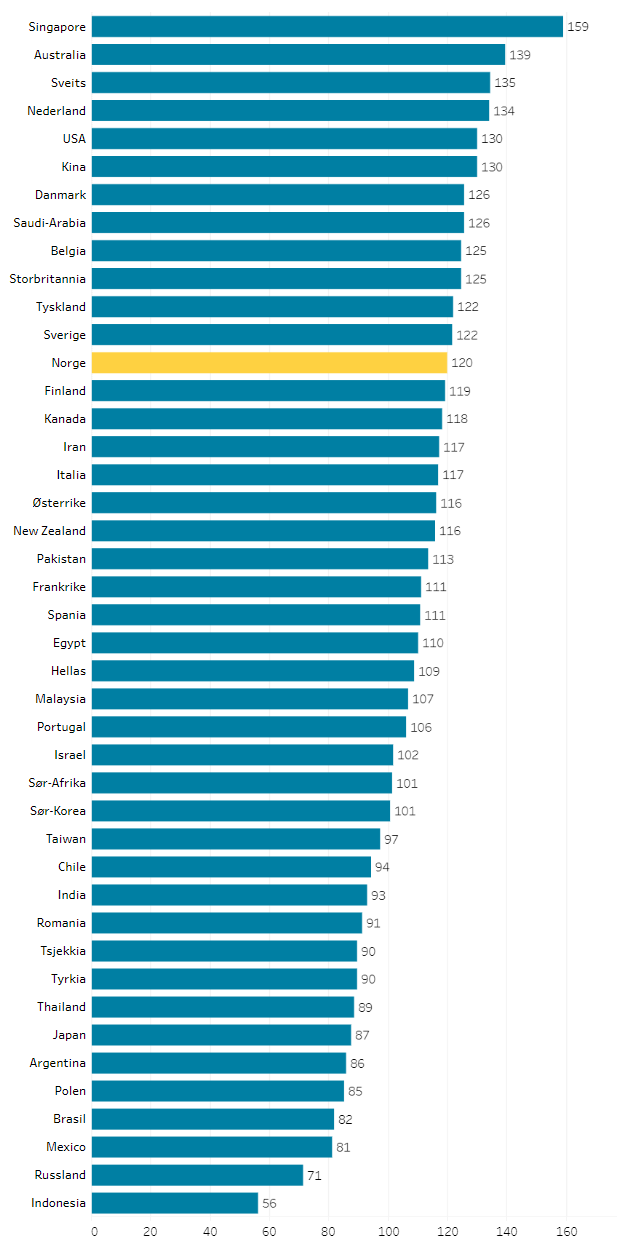 Singapore 159
Australia 139
Sveits 135
Nederland 134
USA 130
Kina 130
Danmark 126
Saudi-Arabia 126
Belgia 125
Storbritannia 125
Tyskland 122
Sverige 122
Norge 120
Finland 119
Kanada 118
Iran 117
Italia 117
Østerrike 116
New Zealand 116
Pakistan 113
Frankrike 111
Spania 111
Egypt 110
Hellas 109
Malaysia 107
Portugal 106
Israel 102
Sør-Afrika 101
Sør-Korea 101
Taiwan 97
Chile 94
India 93
Romania 91
Tsjekkia 90
Tyrkia 90
Thailand 89
Japan 87
Argentina 86
Polen 85
Brasil 82
Mexico 81
Russland 71
Indonesia 56
0 20 40 60 80 100 120 140 160